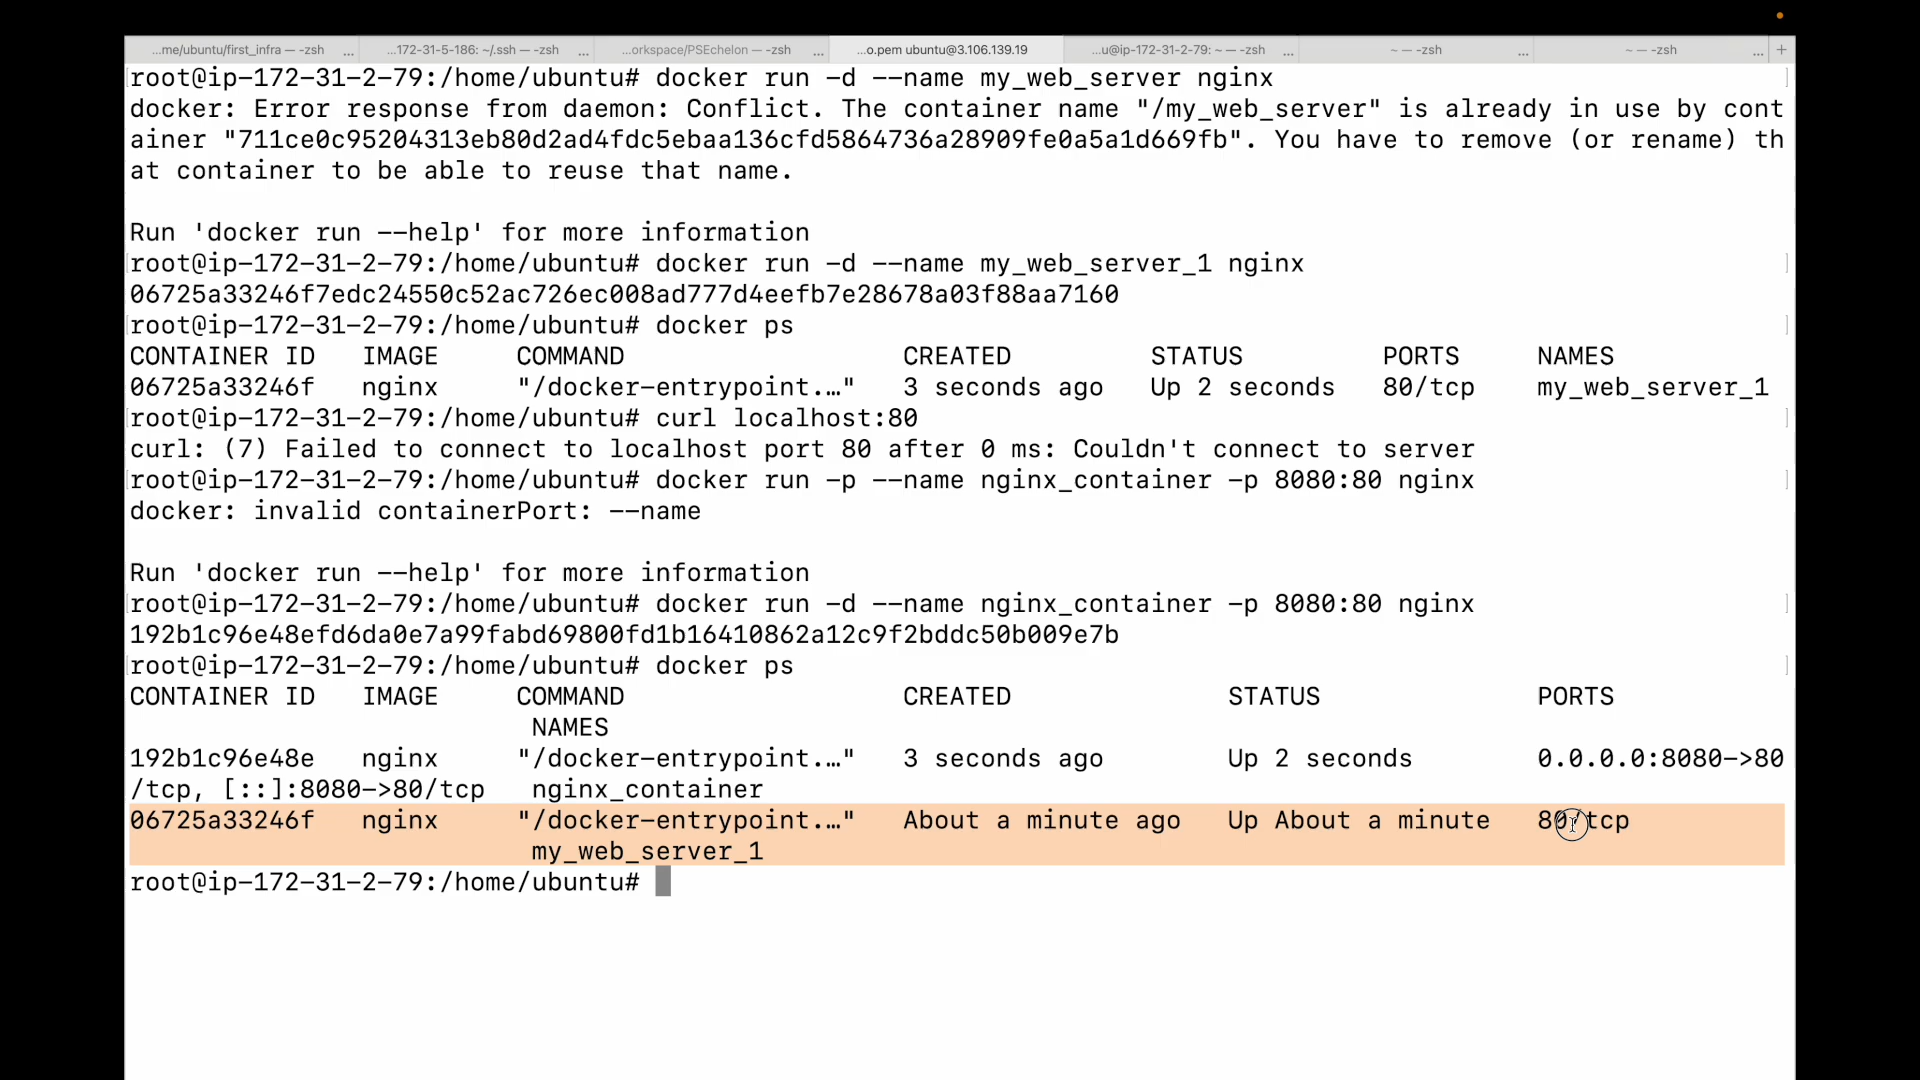 ...me/ubuntu/first_infra — -zsh ... ...172-31-5-186: ~/.ssh — -zsh ... ...orkspace/PSEchelon — -zsh ... ...o.pem ubuntu@3.106.139.19 ...u@ip-172-31-2-79: ~ — -zsh ... ~ — -zsh ... ~ — -zsh ... +
root@ip-172-31-2-79:/home/ubuntu# docker run -d --name my_web_server nginx
docker: Error response from daemon: Conflict. The container name "/my_web_server" is already in use by cont
ainer "711ce0c95204313eb80d2ad4fdc5ebaa136cfd5864736a28909fe0a5a1d669fb". You have to remove (or rename) th
at container to be able to reuse that name.
Run 'docker run --help' for more information
root@ip-172-31-2-79:/home/ubuntu# docker run -d --name my_web_server_1 nginx
06725a33246f7edc24550c52ac726ec008ad777d4eefb7e28678a03f88aa7160
root@ip-172-31-2-79:/home/ubuntu# docker ps
CONTAINER ID IMAGE COMMAND CREATED STATUS PORTS NAMES
06725a33246f nginx "/docker-entrypoint.…" 3 seconds ago Up 2 seconds 80/tcp my_web_server_1
root@ip-172-31-2-79:/home/ubuntu# curl localhost:80
curl: (7) Failed to connect to localhost port 80 after 0 ms: Couldn't connect to server
root@ip-172-31-2-79:/home/ubuntu# docker run -p --name nginx_container -p 8080:80 nginx
docker: invalid containerPort: --name
Run 'docker run --help' for more information
root@ip-172-31-2-79:/home/ubuntu# docker run -d --name nginx_container -p 8080:80 nginx
192b1c96e48efd6da0e7a99fabd69800fd1b16410862a12c9f2bddc50b009e7b
root@ip-172-31-2-79:/home/ubuntu# docker ps
CONTAINER ID IMAGE COMMAND CREATED STATUS PORTS
NAMES
192b1c96e48e nginx "/docker-entrypoint.…" 3 seconds ago Up 2 seconds 0.0.0.0:8080->80
/tcp, [::]:8080->80/tcp nginx_container
06725a33246f nginx "/docker-entrypoint.…" About a minute ago Up About a minute 80/tcp
my_web_server_1
root@ip-172-31-2-79:/home/ubuntu#